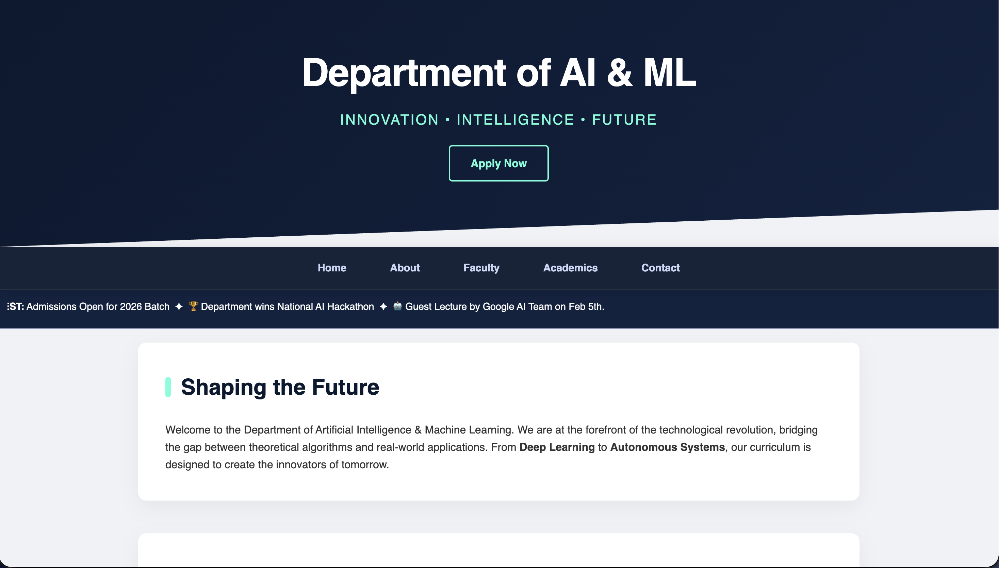 Department of AI & ML
INNOVATION • INTELLIGENCE • FUTURE
Apply Now
Home About Faculty Academics Contact
EST: Admissions Open for 2026 Batch ✦ 🏆 Department wins National AI Hackathon ✦ 🤖 Guest Lecture by Google AI Team on Feb 5th.
Shaping the Future
Welcome to the Department of Artificial Intelligence & Machine Learning. We are at the forefront of the technological revolution, bridging
the gap between theoretical algorithms and real-world applications. From Deep Learning to Autonomous Systems, our curriculum is
designed to create the innovators of tomorrow.